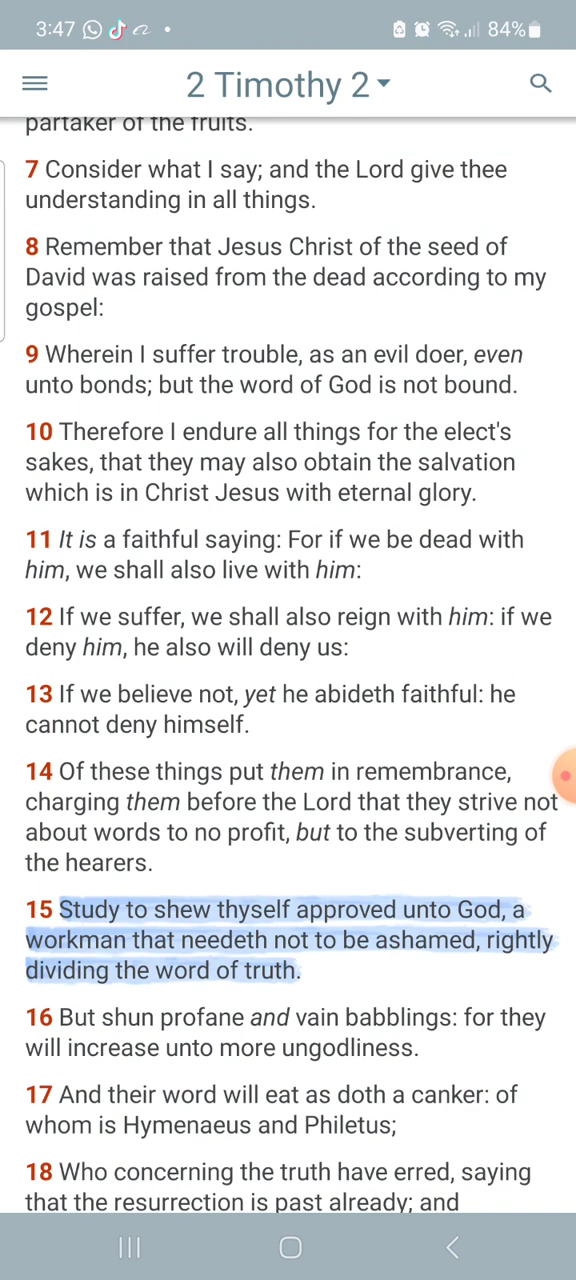 3:47 84%
2 Timothy 2
partaker of the fruits.
7 Consider what I say; and the Lord give thee
understanding in all things.
8 Remember that Jesus Christ of the seed of
David was raised from the dead according to my
gospel:
9 Wherein I suffer trouble, as an evil doer, even
unto bonds; but the word of God is not bound.
10 Therefore I endure all things for the elect's
sakes, that they may also obtain the salvation
which is in Christ Jesus with eternal glory.
11 It is a faithful saying: For if we be dead with
him, we shall also live with him:
12 If we suffer, we shall also reign with him: if we
deny him, he also will deny us:
13 If we believe not, yet he abideth faithful: he
cannot deny himself.
14 Of these things put them in remembrance,
charging them before the Lord that they strive not
about words to no profit, but to the subverting of
the hearers.
15 Study to shew thyself approved unto God, a
workman that needeth not to be ashamed, rightly
dividing the word of truth.
16 But shun profane and vain babblings: for they
will increase unto more ungodliness.
17 And their word will eat as doth a canker: of
whom is Hymenaeus and Philetus;
18 Who concerning the truth have erred, saying
that the resurrection is past already; and